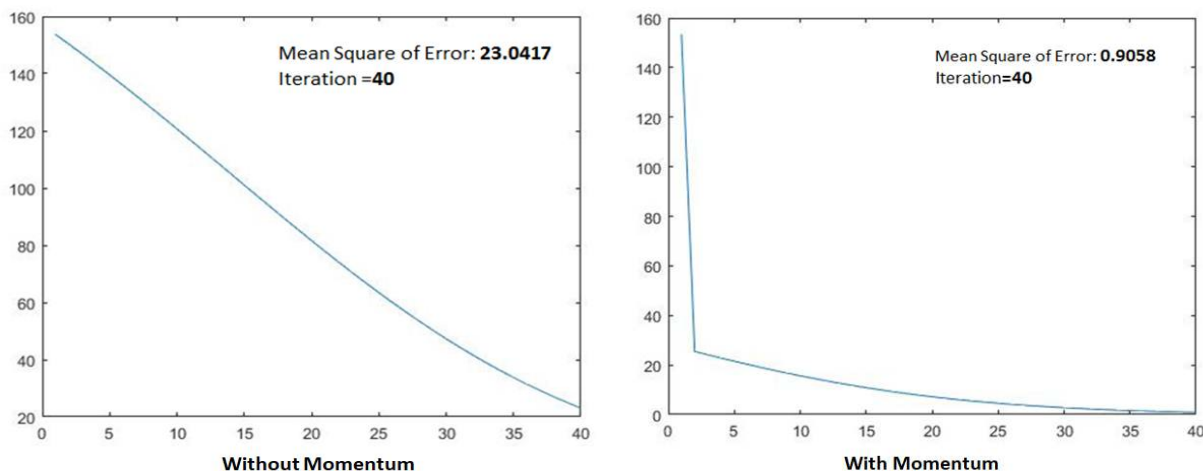 160
140
120
100
80
60
40
20
0 5 10 15 20 25 30 35 40
Mean Square of Error: 23.0417
Iteration =40
Without Momentum
160
140
120
100
80
60
40
20
0
0 5 10 15 20 25 30 35 40
Mean Square of Error: 0.9058
Iteration=40
With Momentum